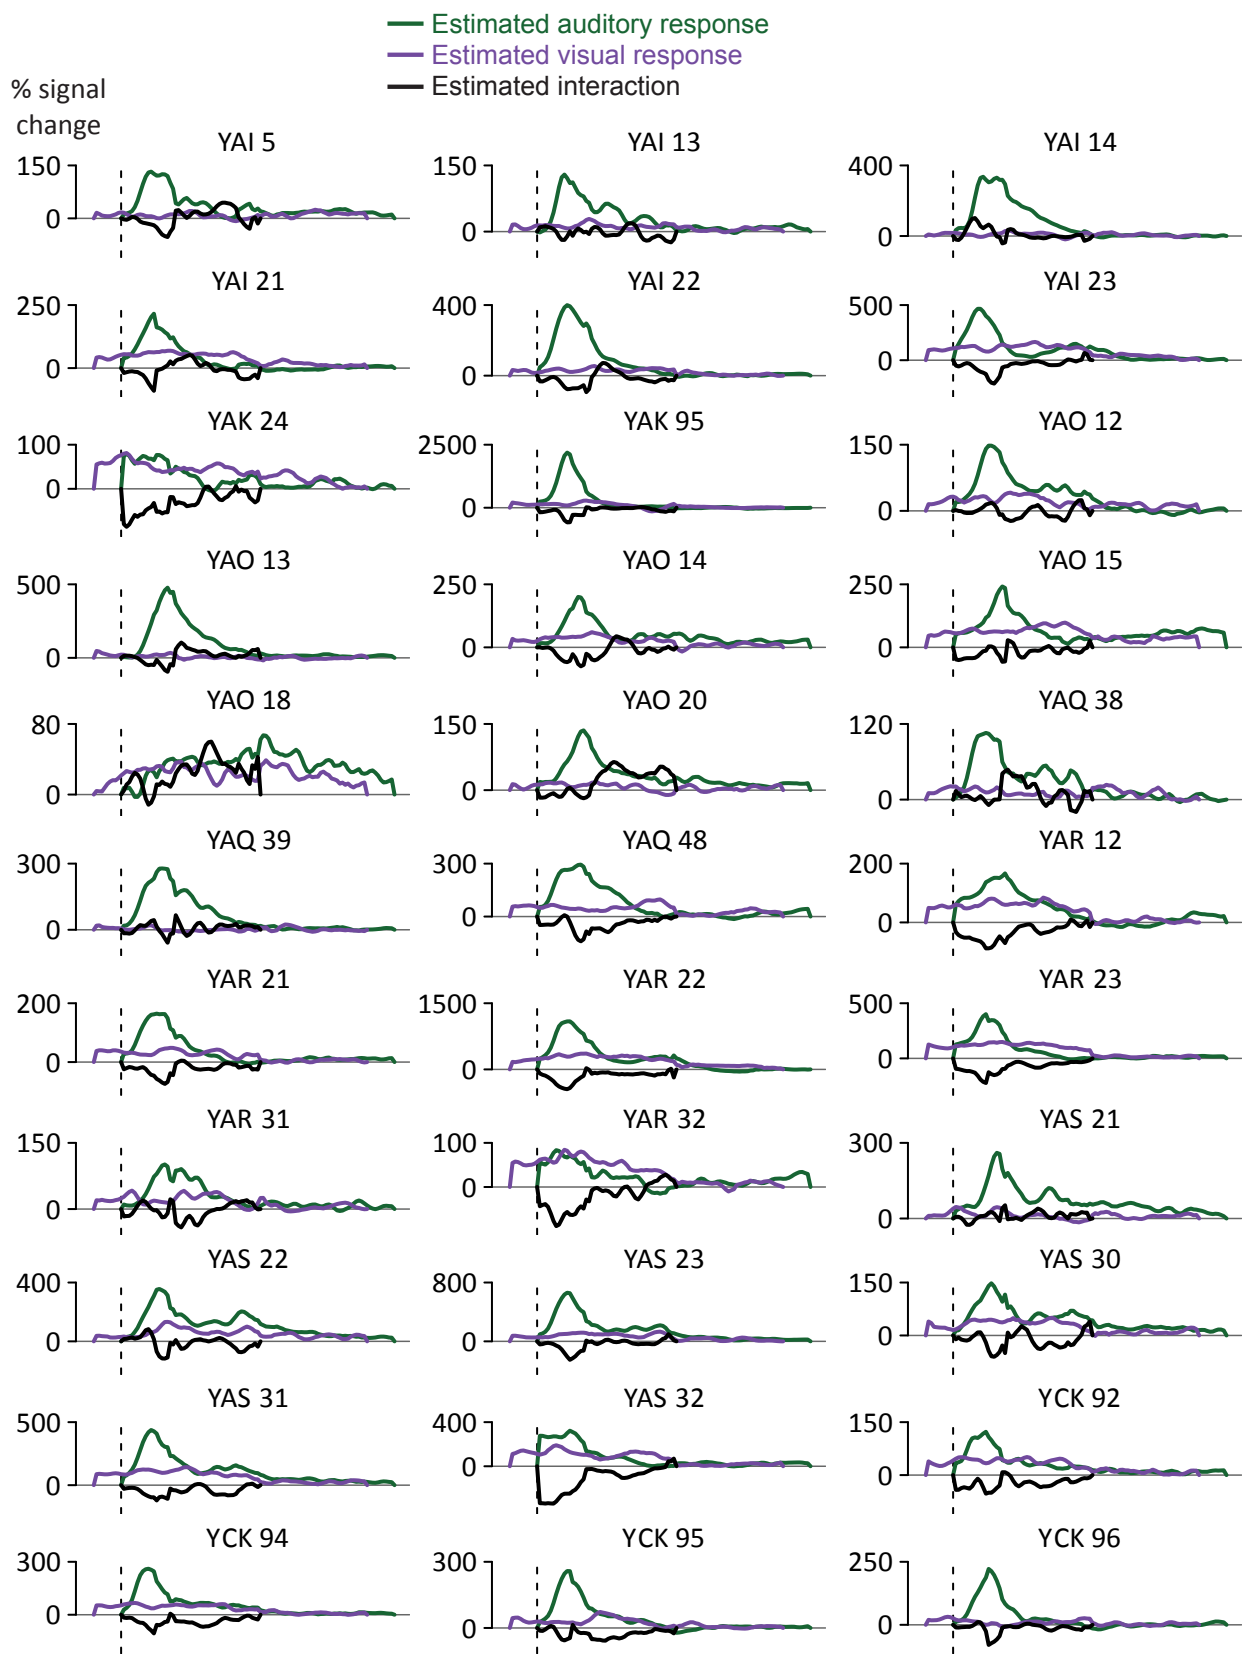 Estimated auditory response
Estimated visual response
Estimated interaction
% signal
change
YAI 5
YAI 13
YAI 14
150
0
150
0
400
0
YAI 21
YAI 22
YAI 23
250
0
400
0
500
0
YAK 24
YAK 95
YAO 12
100
0
2500
0
150
0
YAO 13
YAO 14
YAO 15
500
0
250
0
250
0
YAO 18
YAO 20
YAQ 38
80
0
150
0
120
0
YAQ 39
YAQ 48
YAR 12
300
0
300
0
200
0
YAR 21
YAR 22
YAR 23
200
0
1500
0
500
0
YAR 31
YAR 32
YAS 21
150
0
100
0
300
0
YAS 22
YAS 23
YAS 30
400
0
800
0
150
0
YAS 31
YAS 32
YCK 92
500
0
400
0
150
0
YCK 94
YCK 95
YCK 96
300
0
300
0
250
0